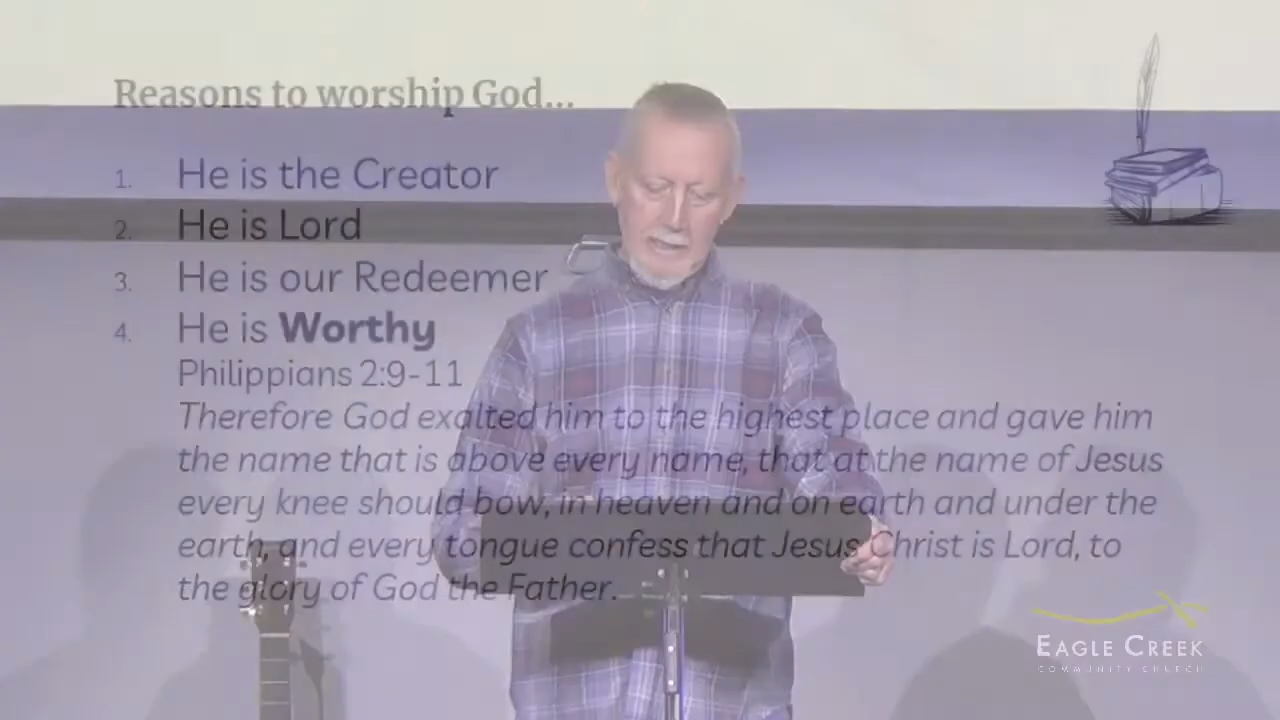 Reasons to worship God...
1. He is the Creator
2. He is Lord
3. He is our Redeemer
4. He is Worthy
Philippians 2:9-11
Therefore God exalted him to the highest place and gave him
the name that is above every name, that at the name of Jesus
every knee should bow, in heaven and on earth and under the
earth, and every tongue confess that Jesus Christ is Lord, to
the glory of God the Father.
EAGLE CREEK
COMMUNITY CHURCH